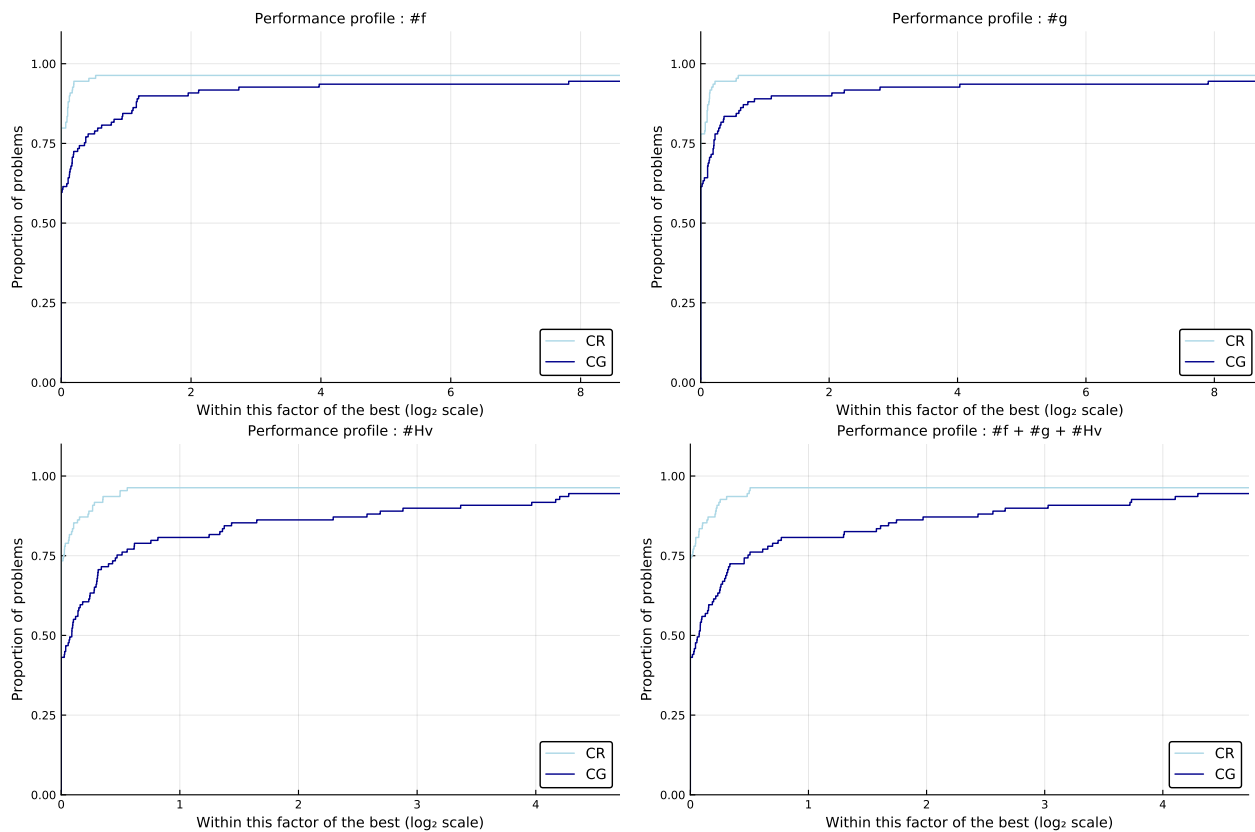 Performance profile : #f
1.00
0.75
0.50
0.25
0.00
Proportion of problems
CR
CG
0 2 4 6 8
Within this factor of the best (log₂ scale)
Performance profile : #g
1.00
0.75
0.50
0.25
0.00
Proportion of problems
CR
CG
0 2 4 6 8
Within this factor of the best (log₂ scale)
Performance profile : #Hv
1.00
0.75
0.50
0.25
0.00
Proportion of problems
CR
CG
0 1 2 3 4
Within this factor of the best (log₂ scale)
Performance profile : #f + #g + #Hv
1.00
0.75
0.50
0.25
0.00
Proportion of problems
CR
CG
0 1 2 3 4
Within this factor of the best (log₂ scale)